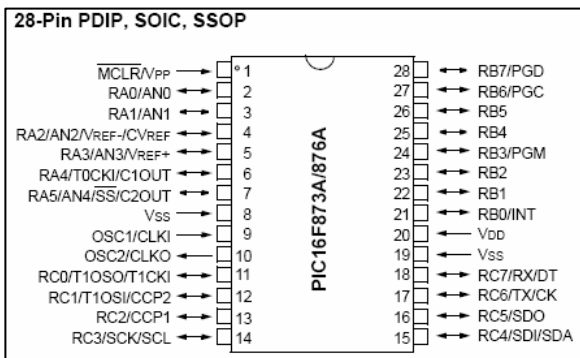 28-Pin PDIP, SOIC, SSOP
MCLR/VPP 1 28 RB7/PGD
RA0/AN0 2 27 RB6/PGC
RA1/AN1 3 26 RB5
RA2/AN2/VREF-/CVREF 4 25 RB4
RA3/AN3/VREF+ 5 24 RB3/PGM
RA4/T0CKI/C1OUT 6 23 RB2
RA5/AN4/SS/C2OUT 7 22 RB1
VSS 8 21 RB0/INT
OSC1/CLKI 9 20 VDD
OSC2/CLKO 10 19 VSS
RC0/T1OSO/T1CKI 11 18 RC7/RX/DT
RC1/T1OSI/CCP2 12 17 RC6/TX/CK
RC2/CCP1 13 16 RC5/SDO
RC3/SCK/SCL 14 15 RC4/SDI/SDA
PIC16F873A/876A